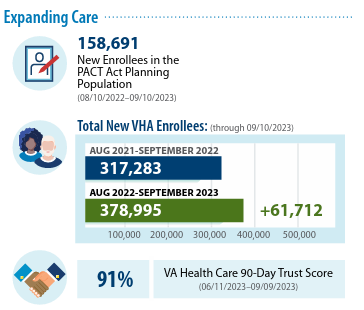 Expanding Care
158,691
New Enrollees in the
PACT Act Planning
Population
(08/10/2022–09/10/2023)
Total New VHA Enrollees: (through 09/10/2023)
AUG 2021-SEPTEMBER 2022
317,283
AUG 2022-SEPTEMBER 2023
378,995 +61,712
100,000 200,000 300,000 400,000 500,000
91%
VA Health Care 90-Day Trust Score
(06/11/2023–09/09/2023)